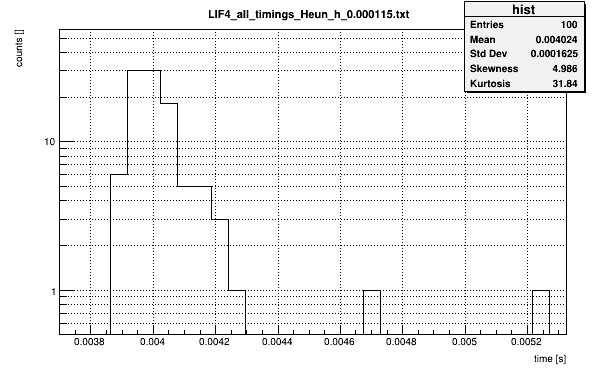 LIF4_all_timings_Heun_h_0.000115.txt
hist
Entries 100
Mean 0.004024
Std Dev 0.0001625
Skewness 4.986
Kurtosis 31.84
counts []
10
1
0.0038 0.004 0.0042 0.0044 0.0046 0.0048 0.005 0.0052
time [s]